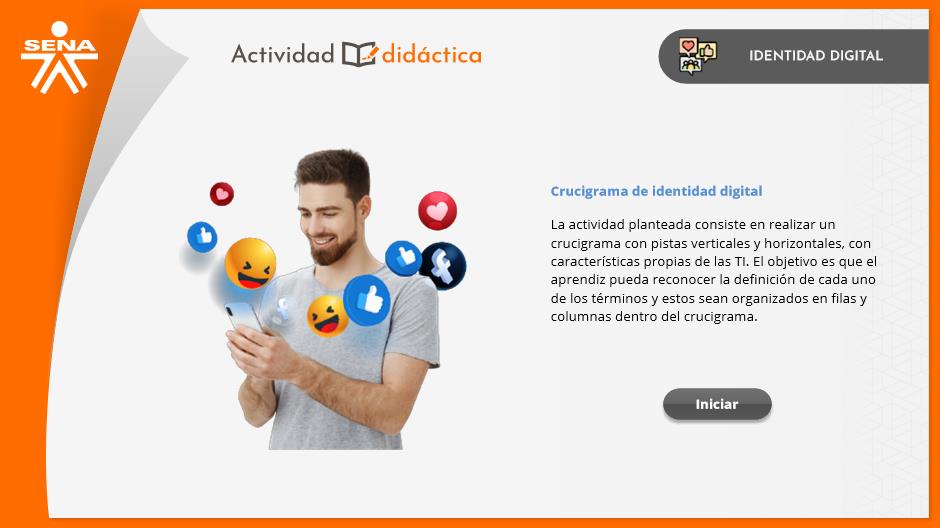 SENA
Actividad didáctica
IDENTIDAD DIGITAL
Crucigrama de identidad digital
La actividad planteada consiste en realizar un
crucigrama con pistas verticales y horizontales, con
características propias de las TI. El objetivo es que el
aprendiz pueda reconocer la definición de cada uno
de los términos y estos sean organizados en filas y
columnas dentro del crucigrama.
Iniciar